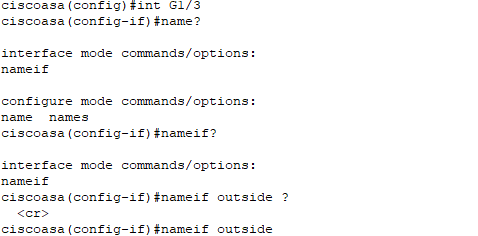 ciscoasa(config)#int G1/3
ciscoasa(config-if)#name?
interface mode commands/options:
nameif
configure mode commands/options:
name  names
ciscoasa(config-if)#nameif?
interface mode commands/options:
nameif
ciscoasa(config-if)#nameif outside ?
  <cr>
ciscoasa(config-if)#nameif outside